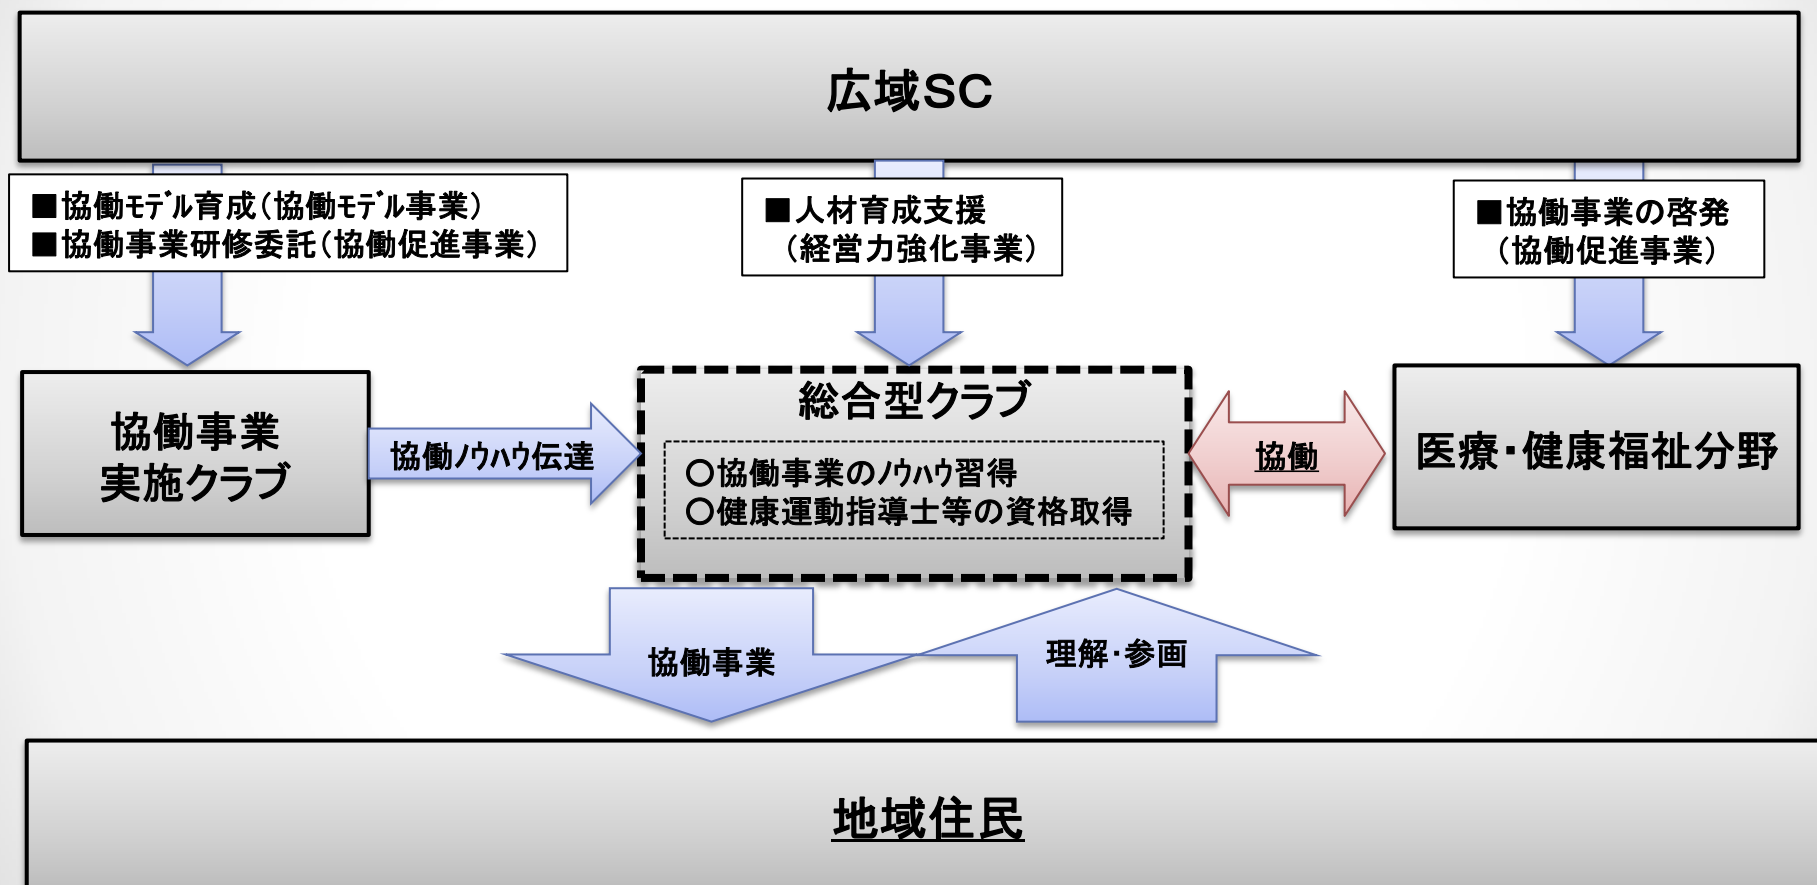 広域SC
■協働ﾓﾃﾞﾙ育成(協働ﾓﾃﾞﾙ事業)
■協働事業研修委託(協働促進事業)
■人材育成支援
(経営力強化事業)
■協働事業の啓発
(協働促進事業)
協働事業
実施クラブ
協働ﾉｳﾊｳ伝達
総合型クラブ
○協働事業のﾉｳﾊｳ習得
○健康運動指導士等の資格取得
協働
医療・健康福祉分野
協働事業
理解・参画
地域住民